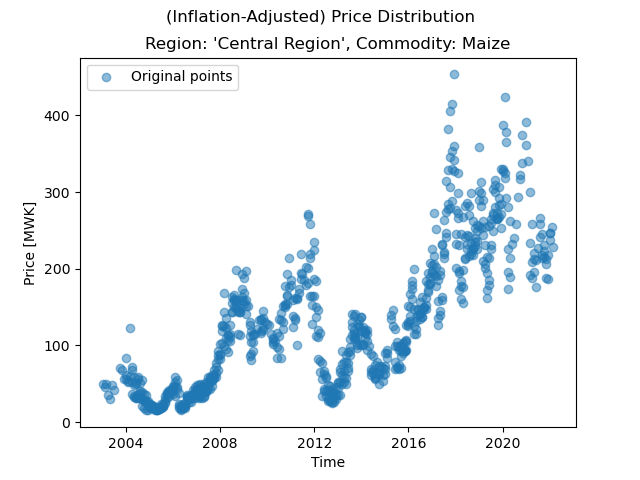 (Inflation-Adjusted) Price Distribution
Region: 'Central Region', Commodity: Maize
Original points
Price [MWK]
400
300
200
100
0
2004 2008 2012 2016 2020
Time